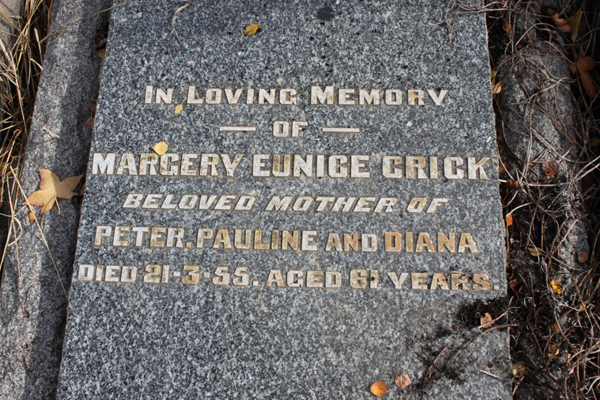 IN LOVING MEMORY
— OF —
MARGERY EUNICE CRICK
BELOVED MOTHER OF
PETER, PAULINE AND DIANA
DIED 21-3-55. AGED 61 YEARS.